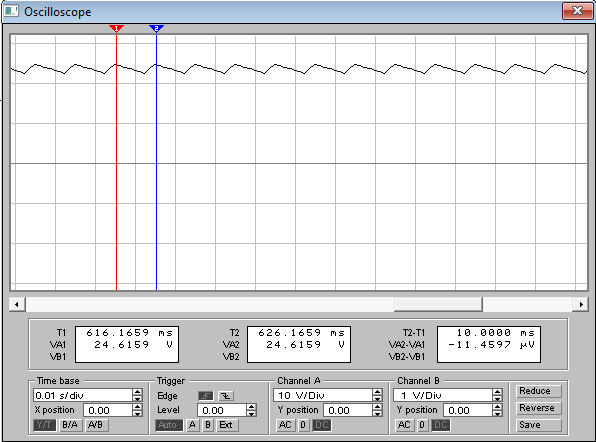 Oscilloscope
1 2
T1 616.1659 ms T2 626.1659 ms T2-T1 10.0000 ms
VA1 24.6159 V VA2 24.6159 V VA2-VA1 -11.4597 µV
VB1 VB2 VB2-VB1
Time base Trigger Channel A Channel B
0.01 s/div Edge 10 V/Div 1 V/Div Reduce
X position 0.00 Level 0.00 Y position 0.00 Y position 0.00 Reverse
Y/T B/A A/B Auto A B Ext AC 0 DC AC 0 DC Save